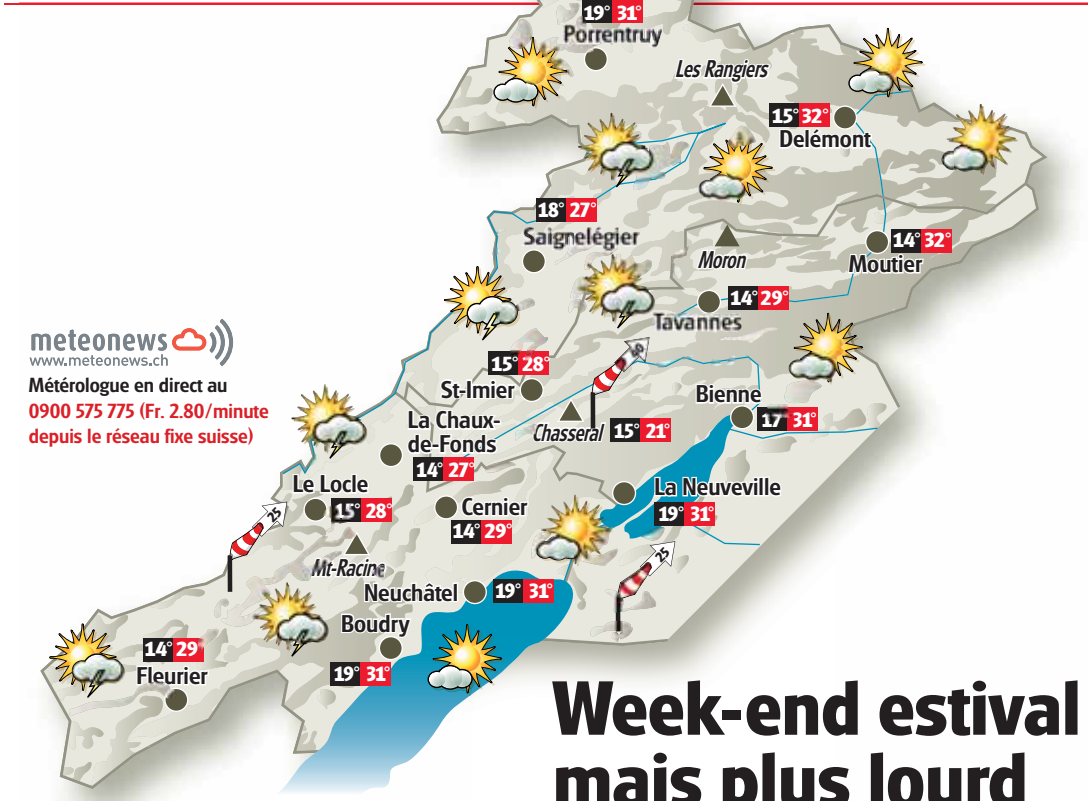 19° 31°
Porrentruy
Les Rangiers
15° 32°
Delémont
18° 27°
Saignelégier
Moron
14° 32°
Moutier
14° 29°
Tavannes
meteonews
www.meteonews.ch
Métérologue en direct au
0900 575 775 (Fr. 2.80/minute
depuis le réseau fixe suisse)
40
15° 28°
St-Imier
Chasseral 15° 21°
Bienne
17° 31°
La Chaux-
de-Fonds
14° 27°
Le Locle
15° 28°
Cernier
14° 29°
La Neuveville
19° 31°
25
Mt-Racine
25
Neuchâtel 19° 31°
Boudry
19° 31°
14° 29°
Fleurier
Week-end estival
mais plus lourd